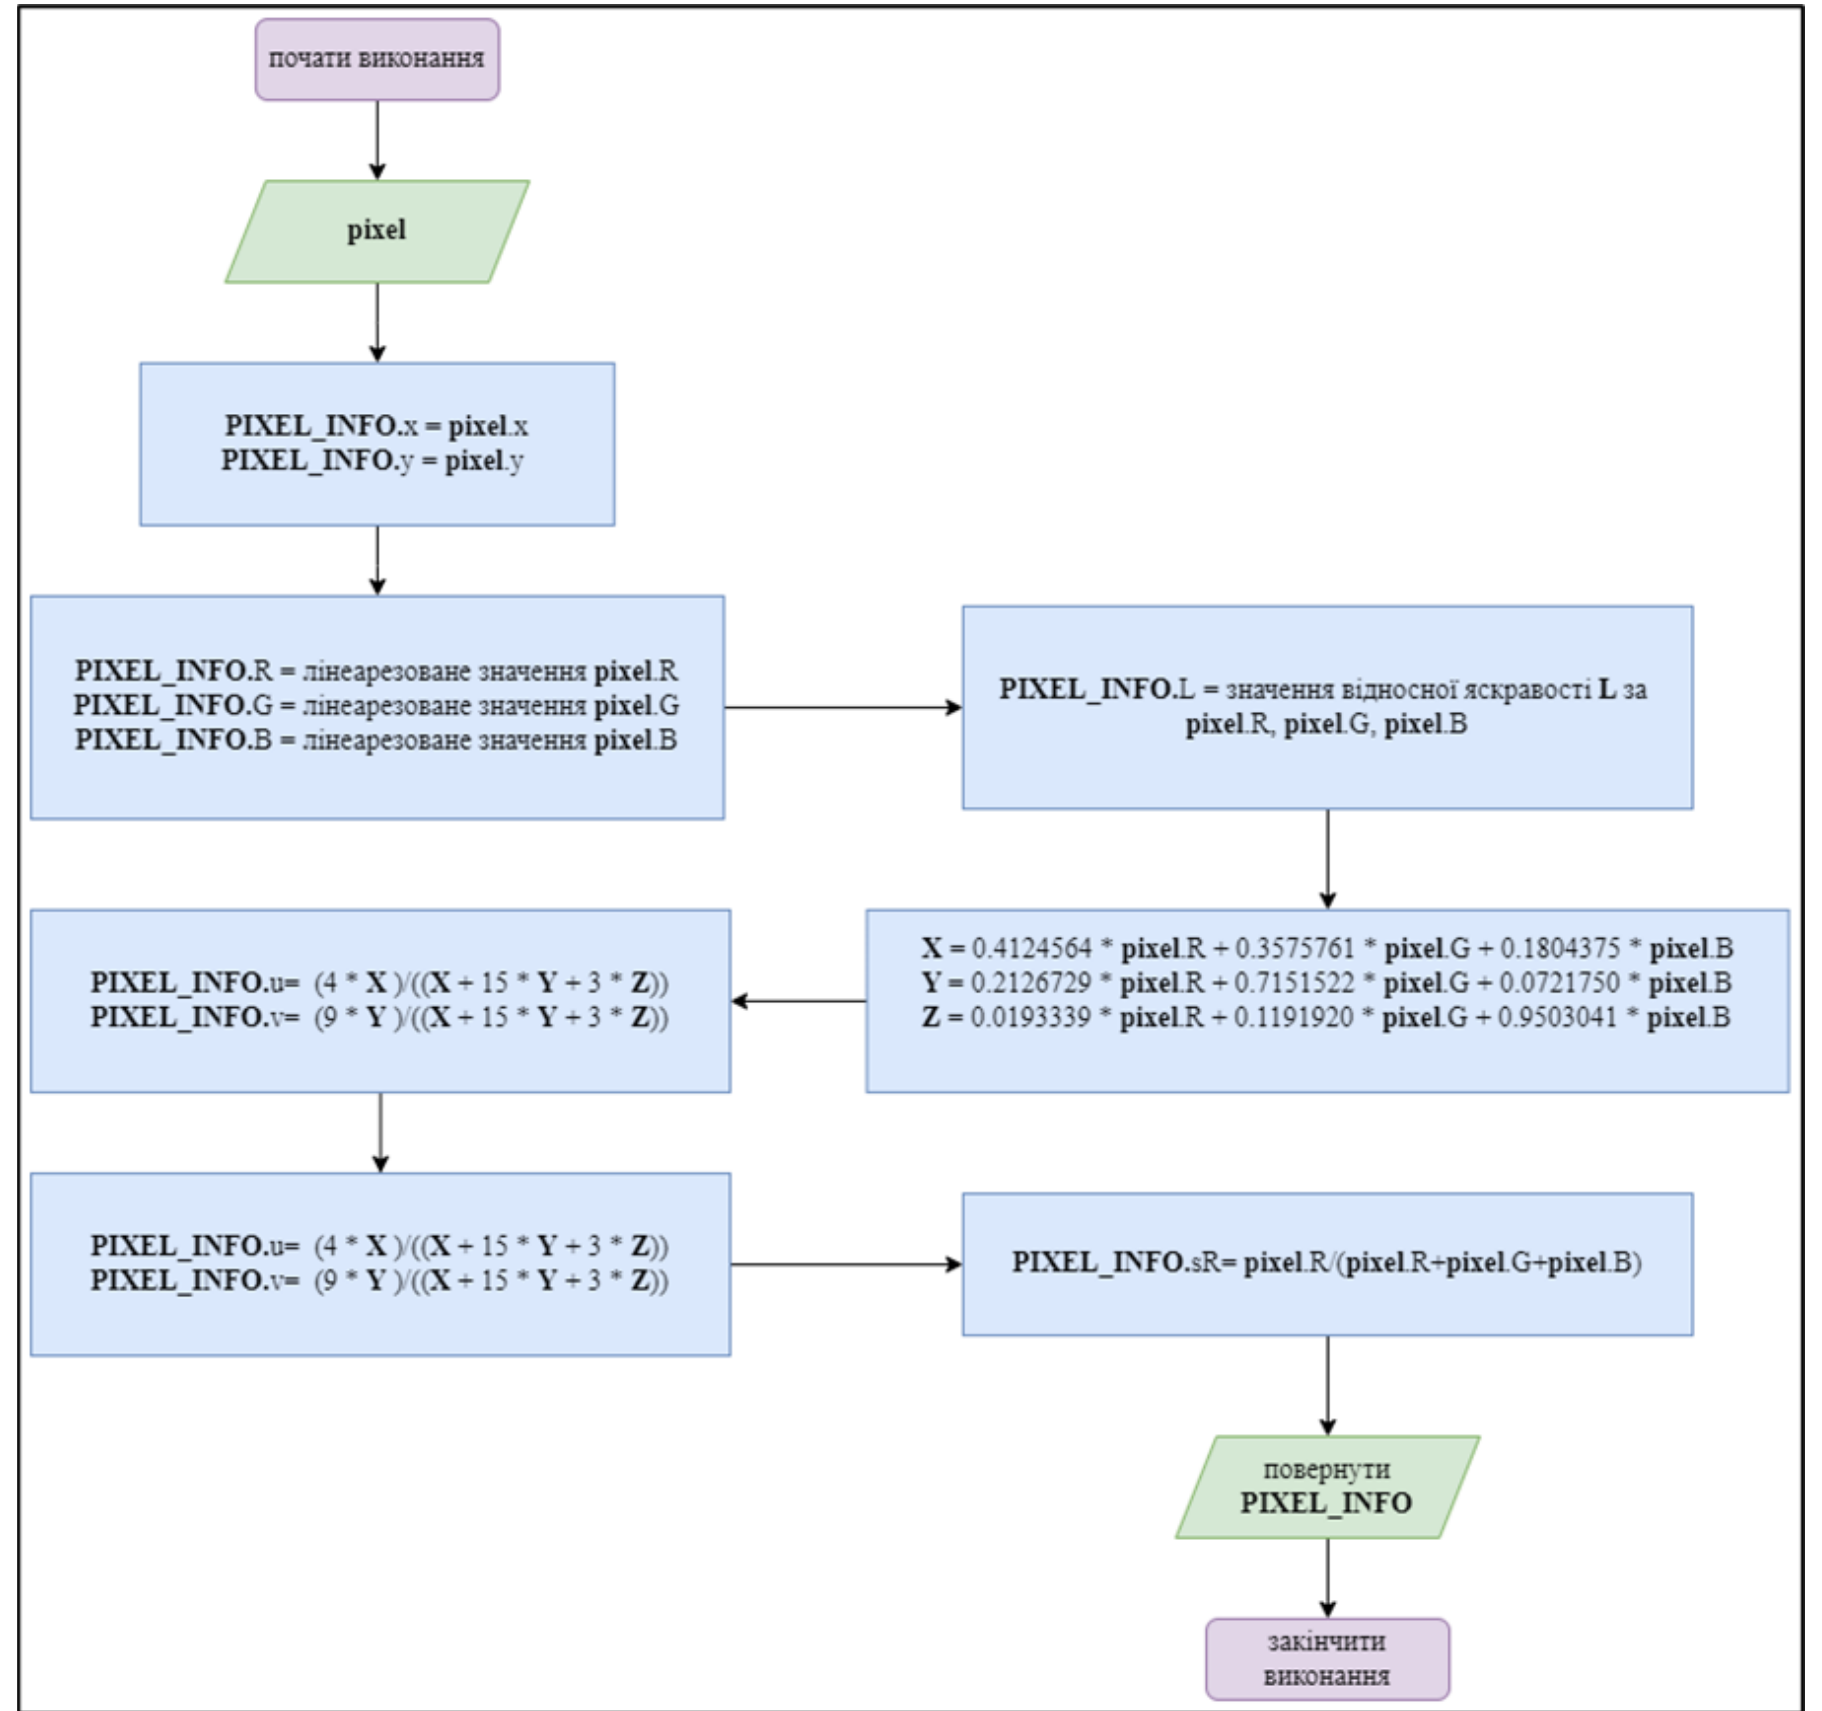 почати виконання
pixel
PIXEL_INFO.x = pixel.x
PIXEL_INFO.y = pixel.y
PIXEL_INFO.R = лінеарезоване значення pixel.R
PIXEL_INFO.G = лінеарезоване значення pixel.G
PIXEL_INFO.B = лінеарезоване значення pixel.B
PIXEL_INFO.L = значення відносної яскравості L за
pixel.R, pixel.G, pixel.B
X = 0.4124564 * pixel.R + 0.3575761 * pixel.G + 0.1804375 * pixel.B
Y = 0.2126729 * pixel.R + 0.7151522 * pixel.G + 0.0721750 * pixel.B
Z = 0.0193339 * pixel.R + 0.1191920 * pixel.G + 0.9503041 * pixel.B
PIXEL_INFO.u= (4 * X )/((X + 15 * Y + 3 * Z))
PIXEL_INFO.v= (9 * Y )/((X + 15 * Y + 3 * Z))
PIXEL_INFO.u= (4 * X )/((X + 15 * Y + 3 * Z))
PIXEL_INFO.v= (9 * Y )/((X + 15 * Y + 3 * Z))
PIXEL_INFO.sR= pixel.R/(pixel.R+pixel.G+pixel.B)
повернути
PIXEL_INFO
закінчити
виконання